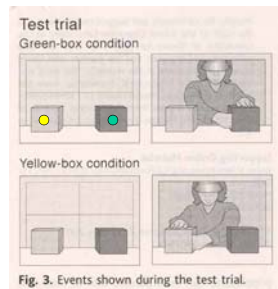 Test trial
Green-box condition
Yellow-box condition
Fig. 3. Events shown during the test trial.